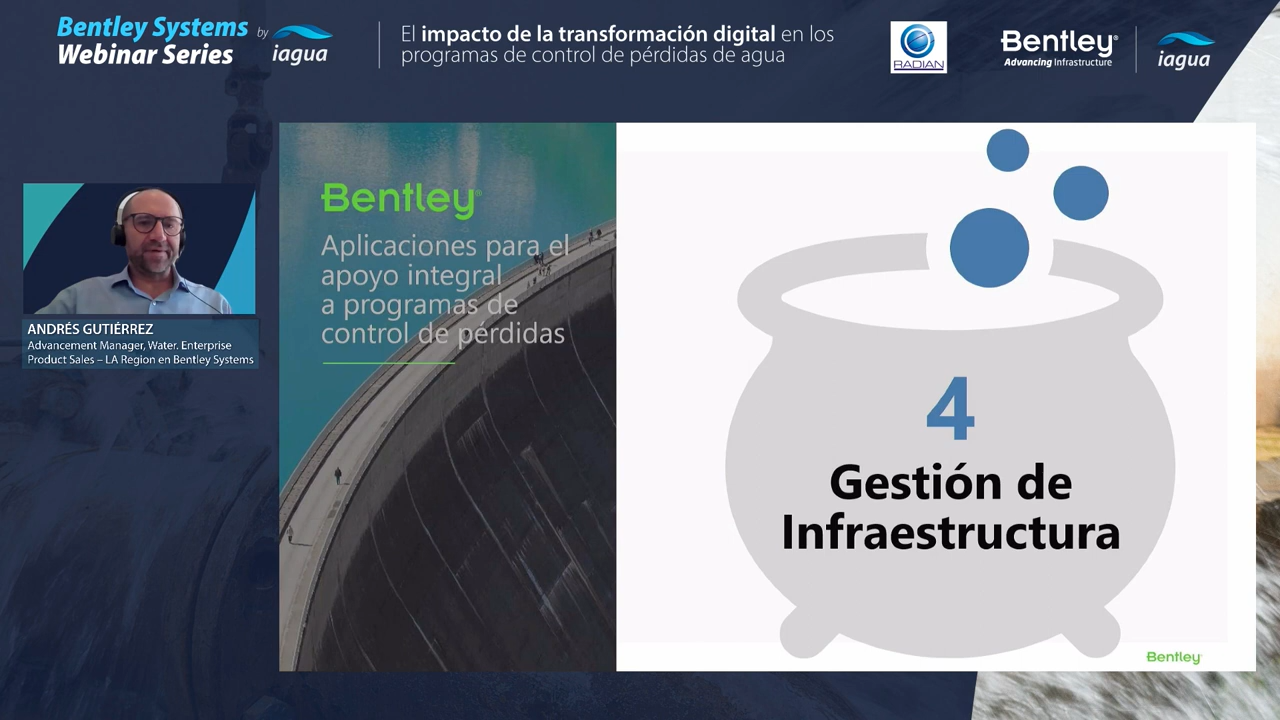 Bentley Systems by iagua
Webinar Series
El impacto de la transformación digital en los
programas de control de pérdidas de agua
RADIAN
Bentley®
Advancing Infrastructure
iagua
Bentley®
Aplicaciones para el
apoyo integral
a programas de
control de pérdidas
ANDRÉS GUTIÉRREZ
Advancement Manager, Water. Enterprise
Product Sales – LA Region en Bentley Systems
4
Gestión de
Infraestructura
Bentley